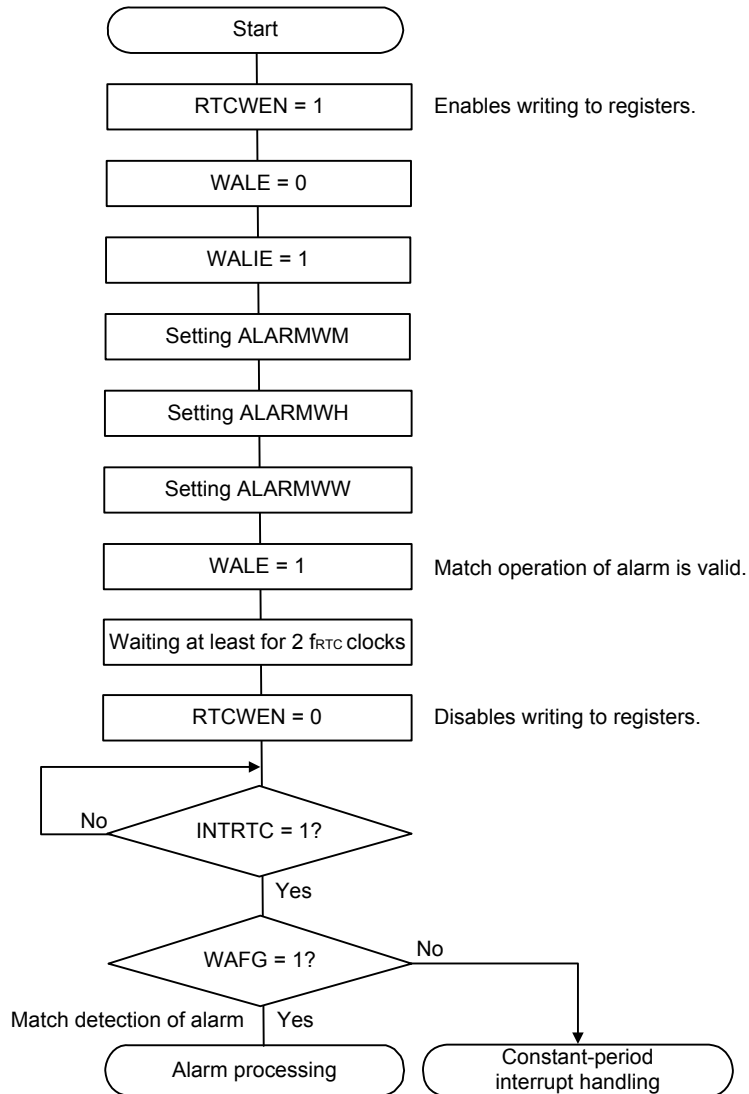 Start
RTCWEN = 1
Enables writing to registers.
WALE = 0
WALIE = 1
Setting ALARMWM
Setting ALARMWH
Setting ALARMWW
WALE = 1
Match operation of alarm is valid.
Waiting at least for 2 fRTC clocks
RTCWEN = 0
Disables writing to registers.
No
INTRTC = 1?
Yes
WAFG = 1?
No
Match detection of alarm
Yes
Alarm processing
Constant-period
interrupt handling